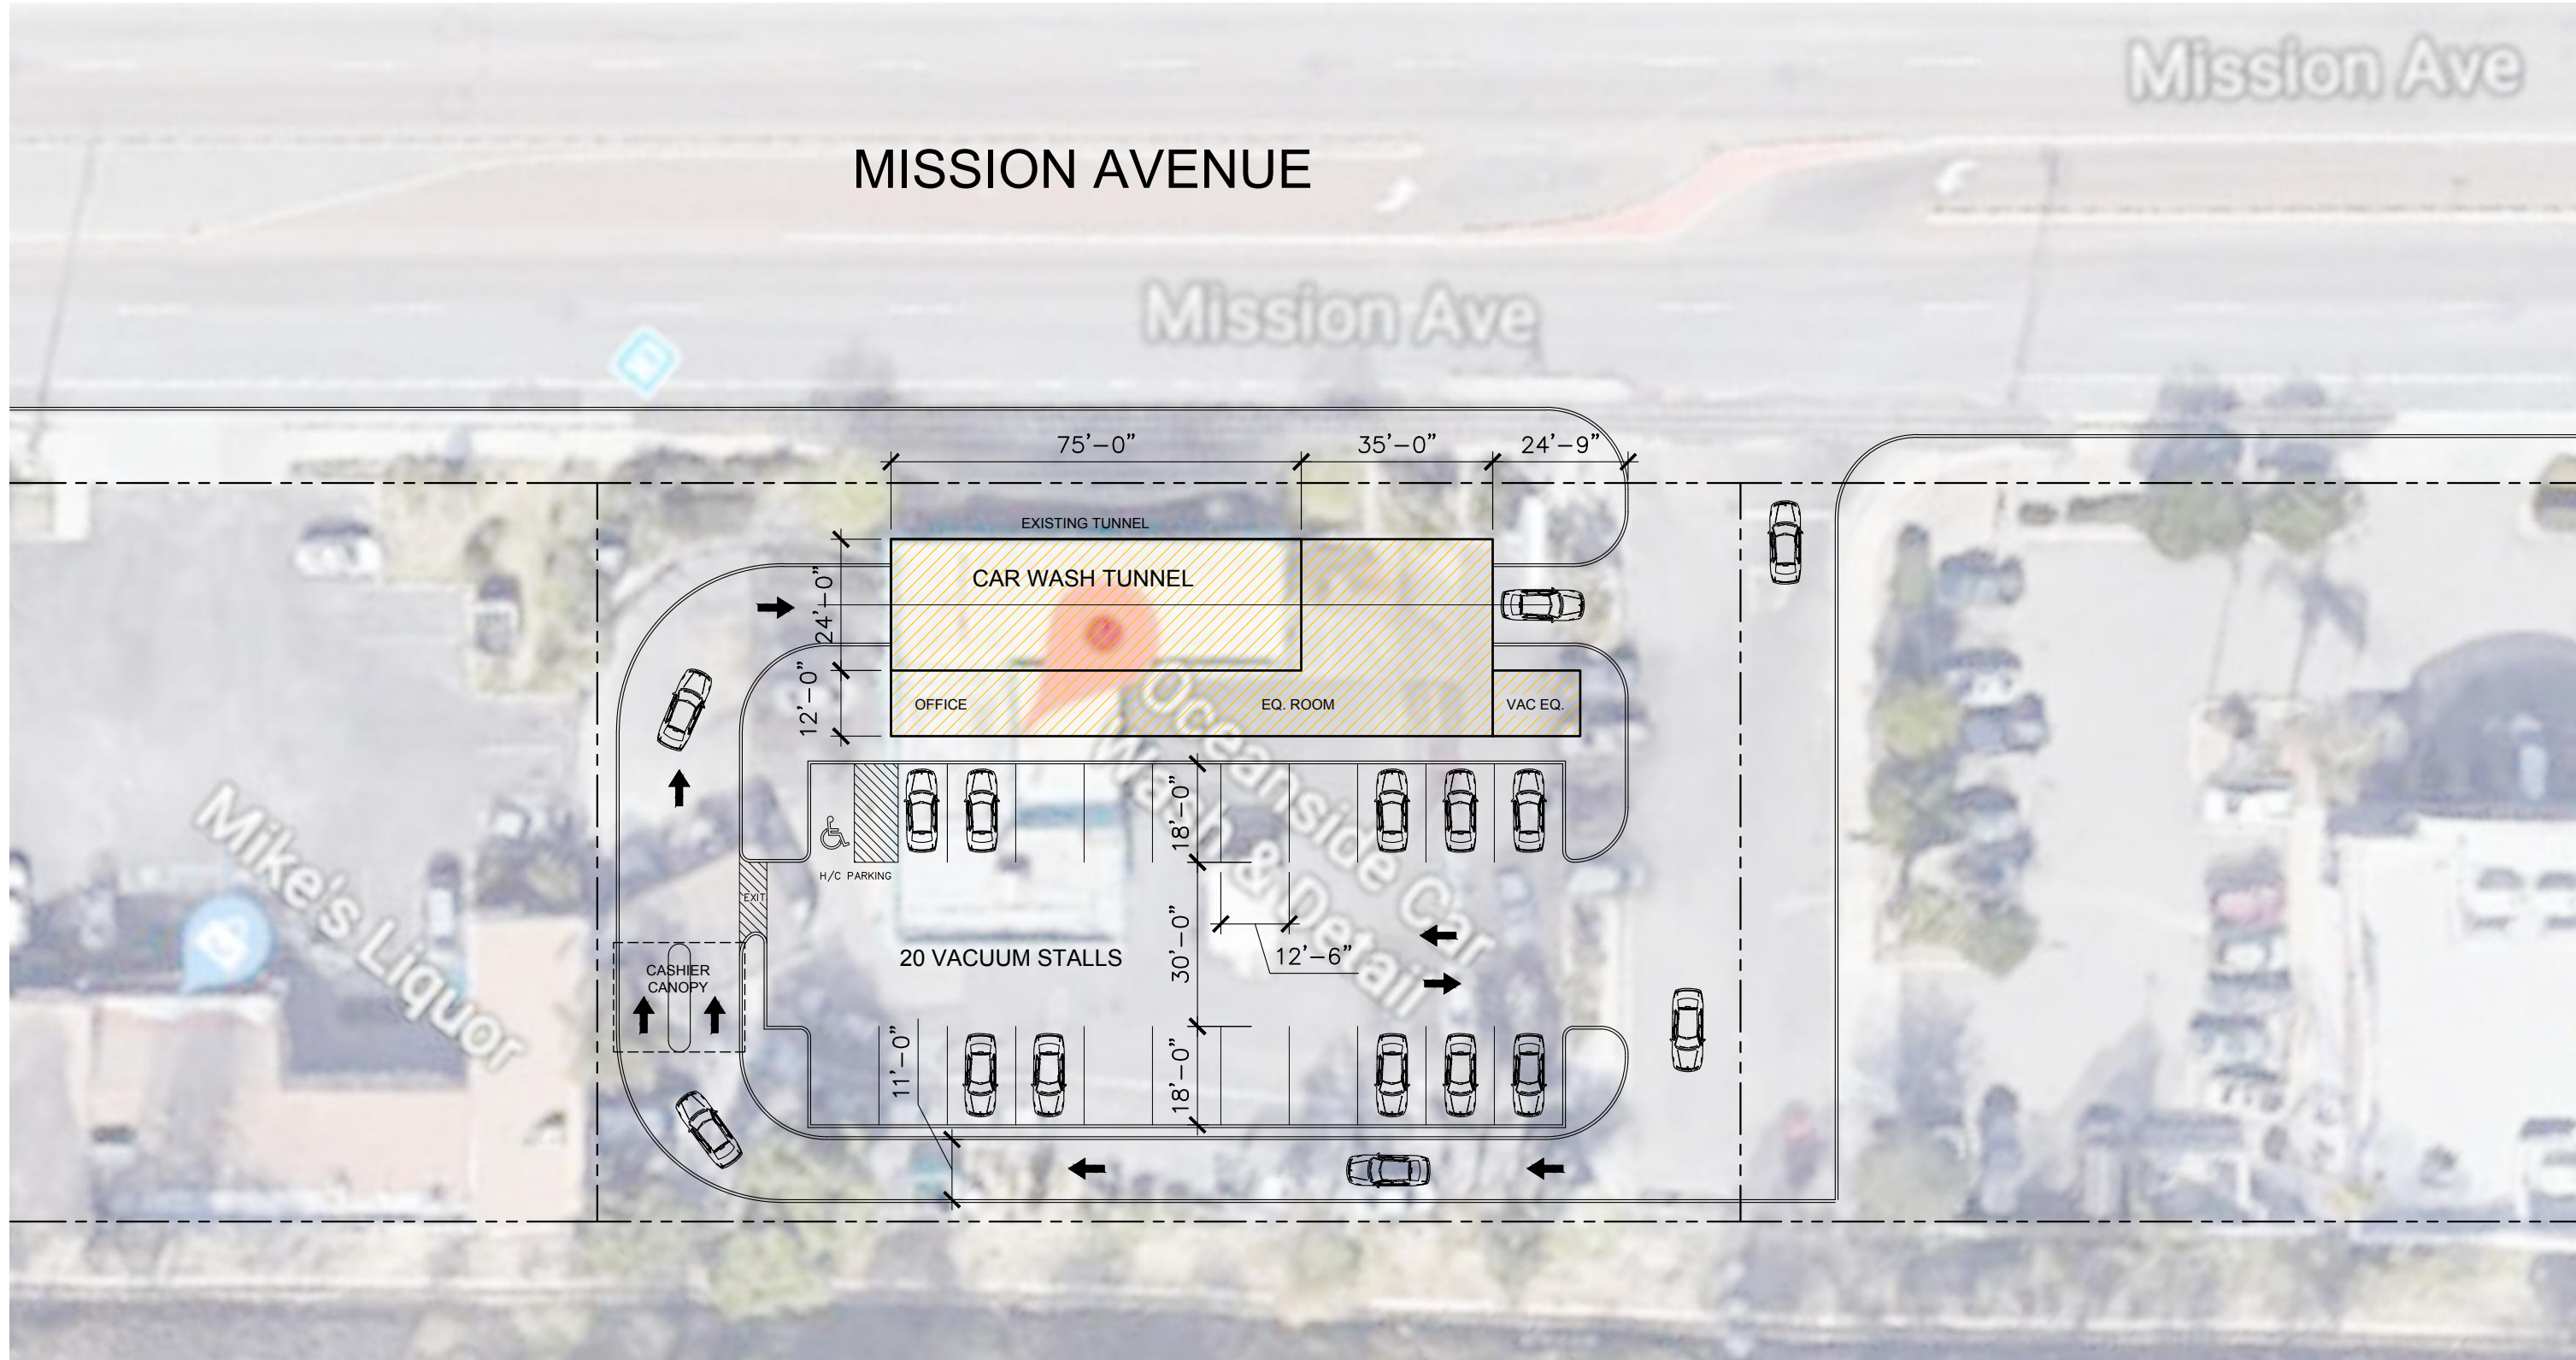 Mission Ave
MISSION AVENUE
Mission Ave
75’-0”
35’-0”
24’-9”
EXISTING TUNNEL
CAR WASH TUNNEL
24’-0”
12’-0”
OFFICE
EQ. ROOM
VAC EQ.
Oceanside Car
Wash & Detail
Mike's Liquor
18’-0”
H/C PARKING
EXIT
20 VACUUM STALLS
30’-0”
12’-6”
CASHIER
CANOPY
11’-0”
18’-0”